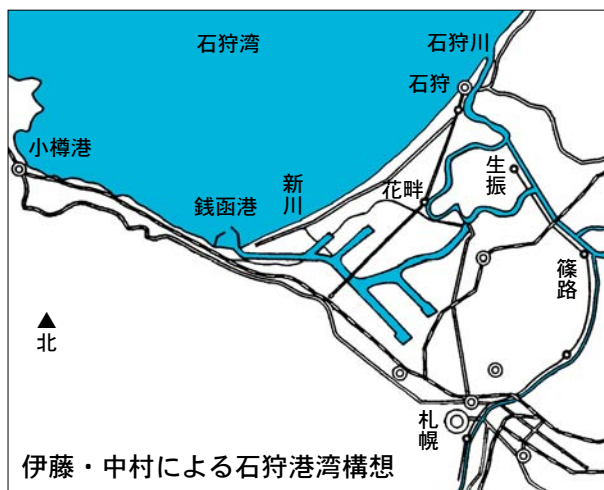 石狩湾
石狩川
石狩
小樽港
生振
新川
花畔
銭函港
篠路
▲
北
札幌
伊藤・中村による石狩港湾構想